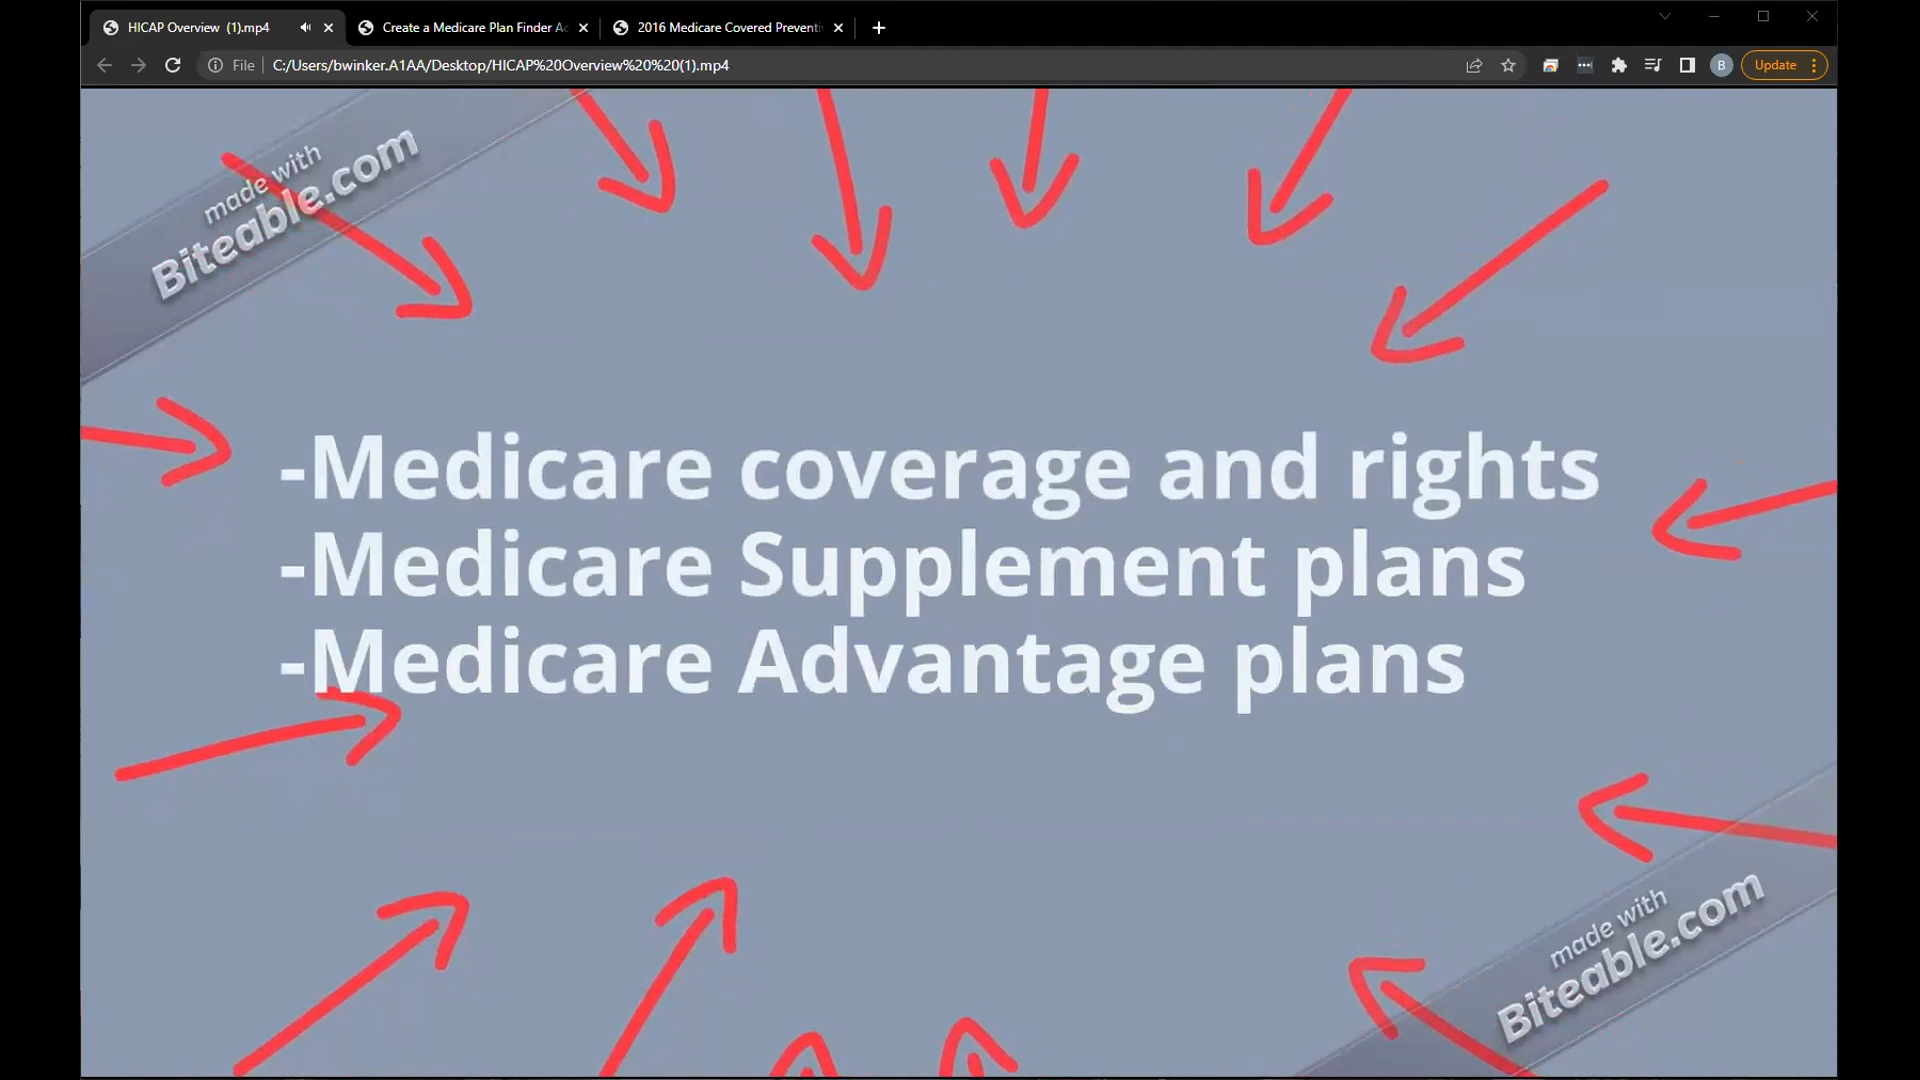 HICAP Overview (1).mp4
Create a Medicare Plan Finder Ac
2016 Medicare Covered Preventi
File
C:/Users/bwinker.A1AA/Desktop/HICAP%20Overview%20%20(1).mp4
B
Update
made with
Biteable.com
-Medicare coverage and rights
-Medicare Supplement plans
-Medicare Advantage plans
made with
Biteable.com